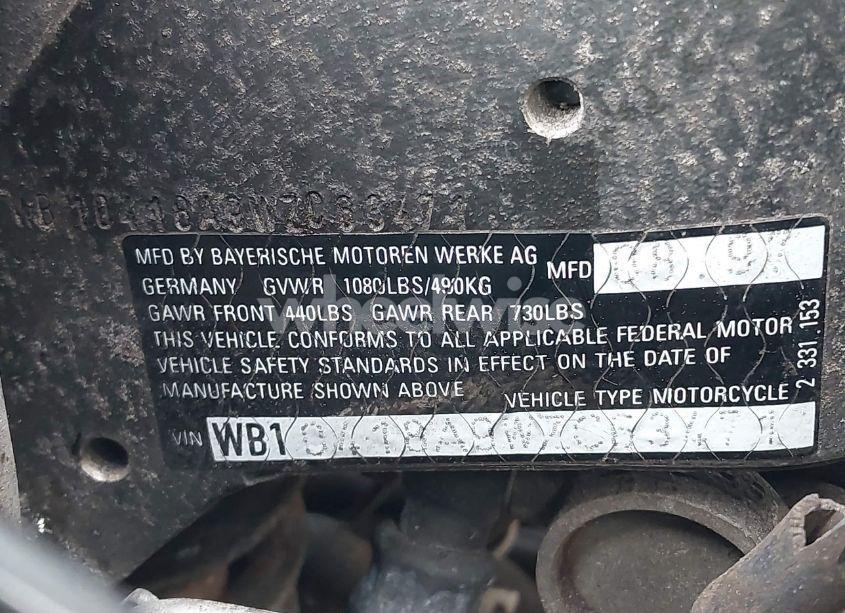 MFD BY BAYERISCHE MOTOREN WERKE AG
MFD
GERMANY GVWR 1080LBS/490KG
GAWR FRONT 440LBS GAWR REAR 730LBS
THIS VEHICLE CONFORMS TO ALL APPLICABLE FEDERAL MOTOR
VEHICLE SAFETY STANDARDS IN EFFECT ON THE DATE OF
MANUFACTURE SHOWN ABOVE
VEHICLE TYPE MOTORCYCLE
2 331 153
VIN
wheelwise